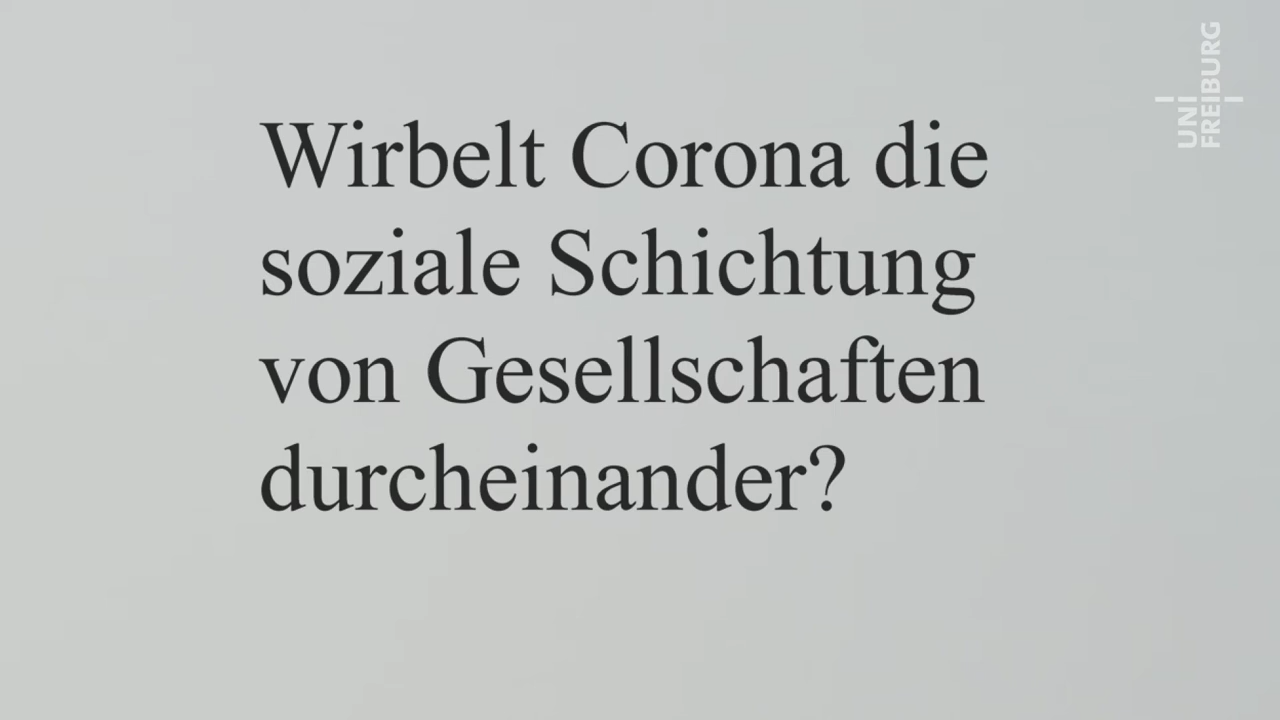 Wirbelt Corona die
soziale Schichtung
von Gesellschaften
durcheinander?
UNI
FREIBURG